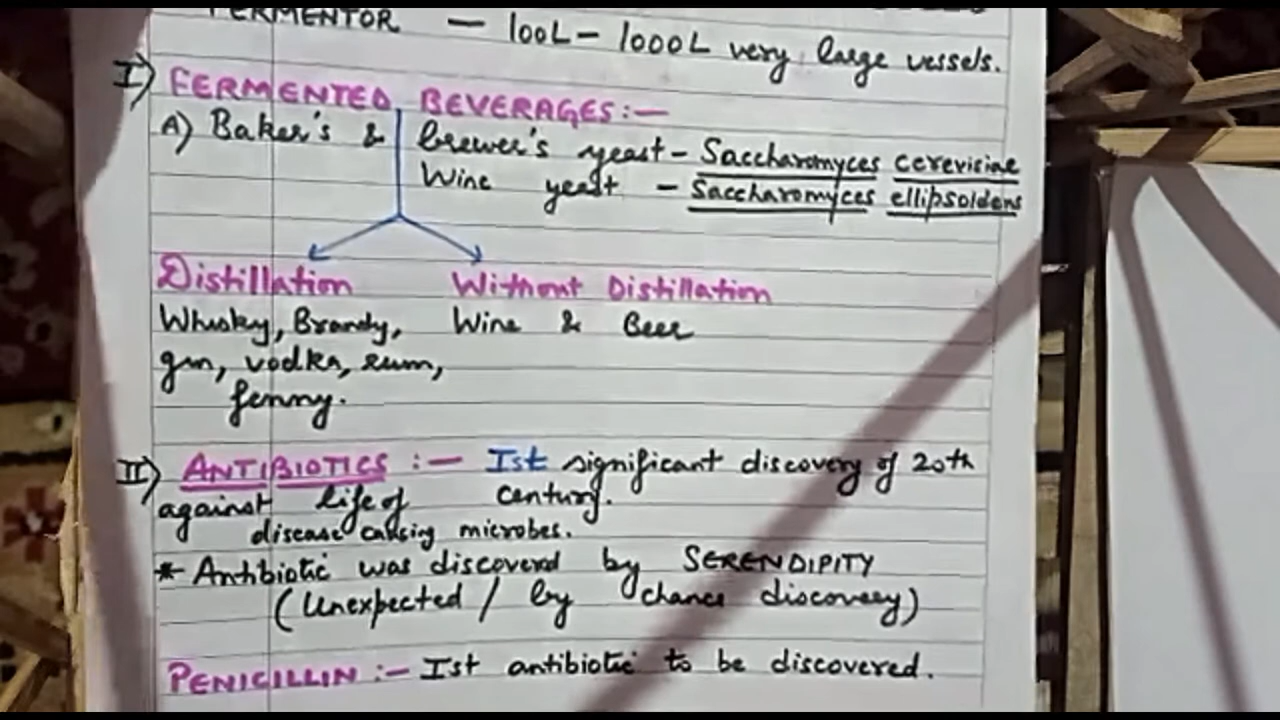 FERMENTOR — 100L – 1000L very large vessels.
I) FERMENTED BEVERAGES :—
A) Baker's & brewer's yeast – Saccharomyces cerevisiae
Wine yeast – Saccharomyces ellipsoidens
Distillation Without Distillation
Whisky, Brandy, Wine & Beer
gin, vodka, rum,
fenny.
II) ANTIBIOTICS :— Ist significant discovery of 20th
against life of century.
disease causing microbes.
* Antibiotic was discovered by SERENDIPITY
(Unexpected / by chance discovery)
PENICILLIN :— Ist antibiotic to be discovered.